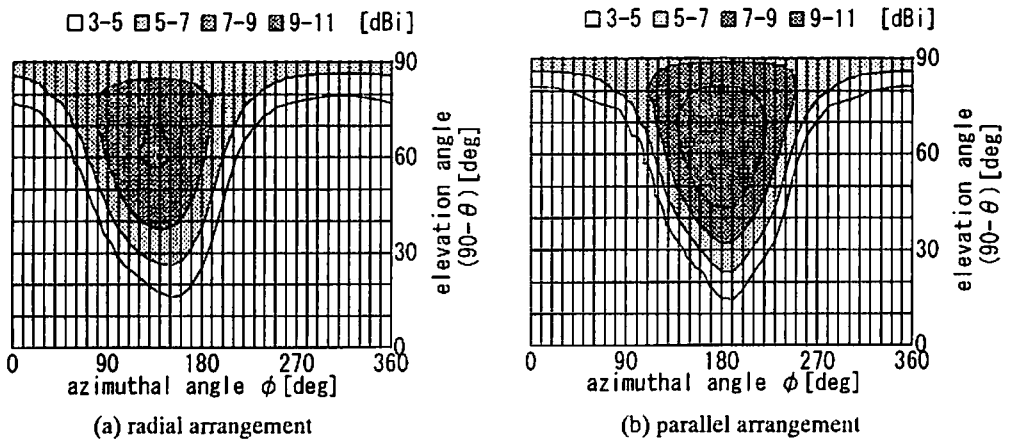 □ 3-5 ▨ 5-7 ▩ 7-9 ▩ 9-11 [dBi]
90
60
30
0
elevation angle
(90-θ) [deg]
0 90 180 270 360
azimuthal angle ϕ [deg]
(a) radial arrangement
□ 3-5 ▨ 5-7 ▩ 7-9 ▩ 9-11 [dBi]
90
60
30
0
elevation angle
(90-θ) [deg]
0 90 180 270 360
azimuthal angle ϕ [deg]
(b) parallel arrangement